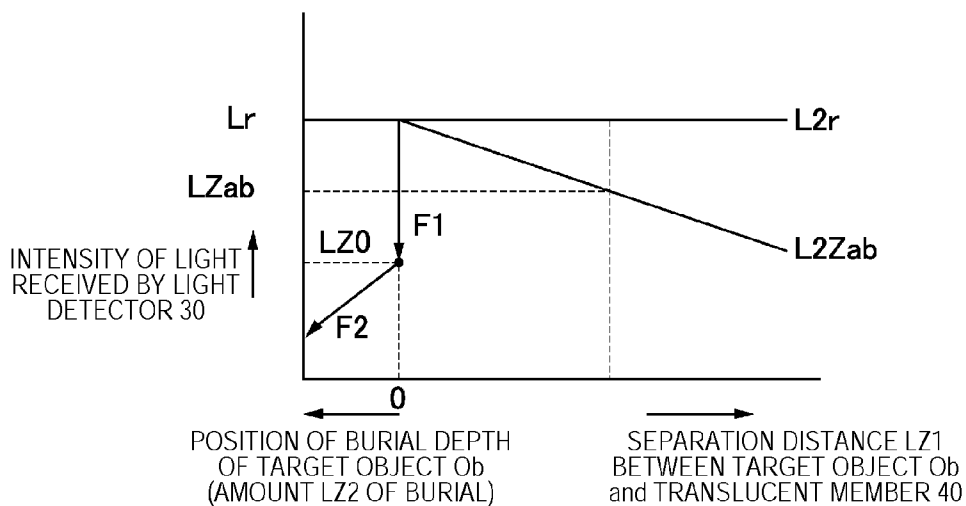 Lr
L2r
LZab
F1
LZ0
L2Zab
INTENSITY OF LIGHT
RECEIVED BY LIGHT
DETECTOR 30
F2
0
POSITION OF BURIAL DEPTH
OF TARGET OBJECT Ob
(AMOUNT LZ2 OF BURIAL)
SEPARATION DISTANCE LZ1
BETWEEN TARGET OBJECT Ob
and TRANSLUCENT MEMBER 40